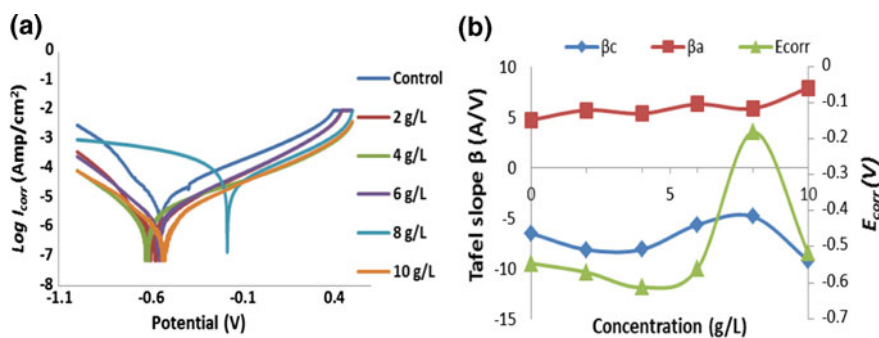 (a)
0
-1
-2
-3
-4
-5
-6
-7
-8
Log Icorr (Amp/cm²)
-1.1
-0.6
-0.1
0.4
Potential (V)
Control
2 g/L
4 g/L
6 g/L
8 g/L
10 g/L
(b)
βc
βa
Ecorr
10
5
0
-5
-10
-15
Tafel slope β (A/V)
0
5
10
Concentration (g/L)
0
-0.1
-0.2
-0.3
-0.4
-0.5
-0.6
-0.7
Ecorr(V)